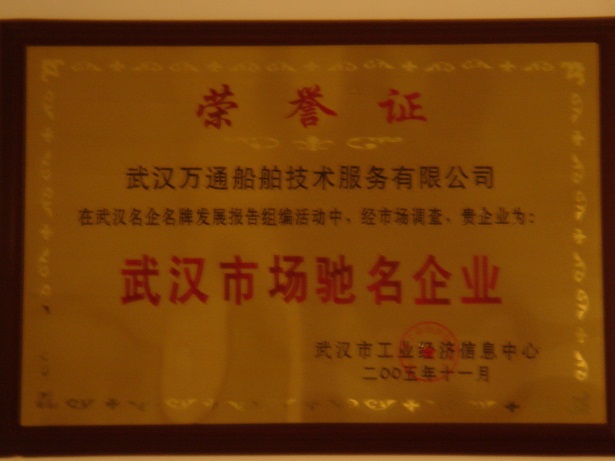 荣誉证
武汉万通船舶技术服务有限公司
在武汉名企名牌发展报告组编活动中，经市场调查，贵企业为：
武汉市场驰名企业
武汉市工业经济信息中心
二00五年十一月